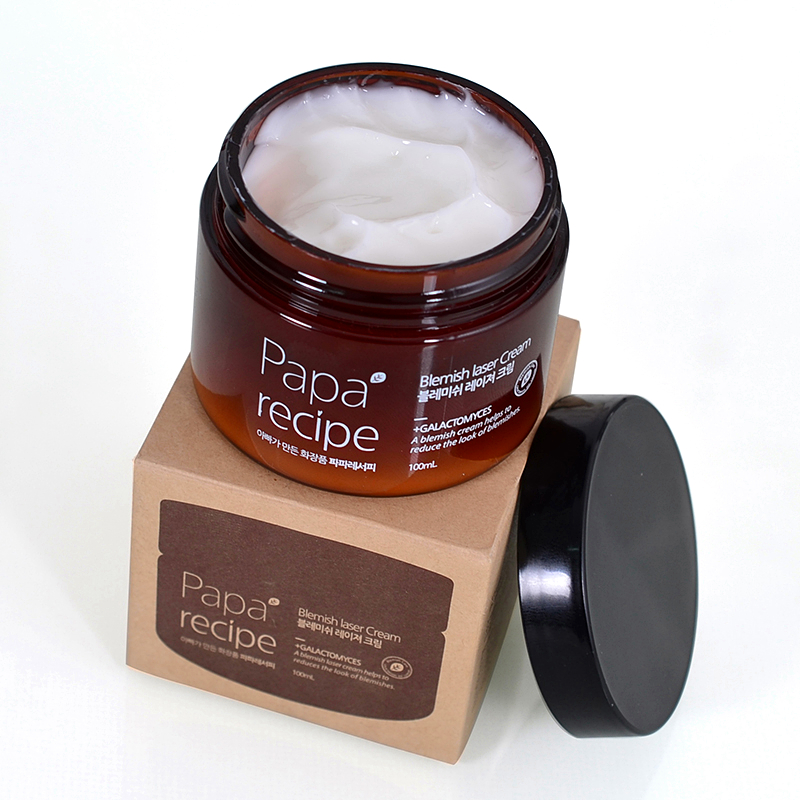 Papa
recipe
아빠가 만든 화장품 파파레서피
Blemish laser Cream
블레미쉬 레이저 크림
+GALACTOMYCES
A blemish cream helps to
reduce the look of blemishes.
100mL
Papa
recipe
아빠가 만든 화장품 파파레서피
Blemish laser Cream
블레미쉬 레이저 크림
+GALACTOMYCES
A blemish laser cream helps to
reduces the look of blemishes.
100mL